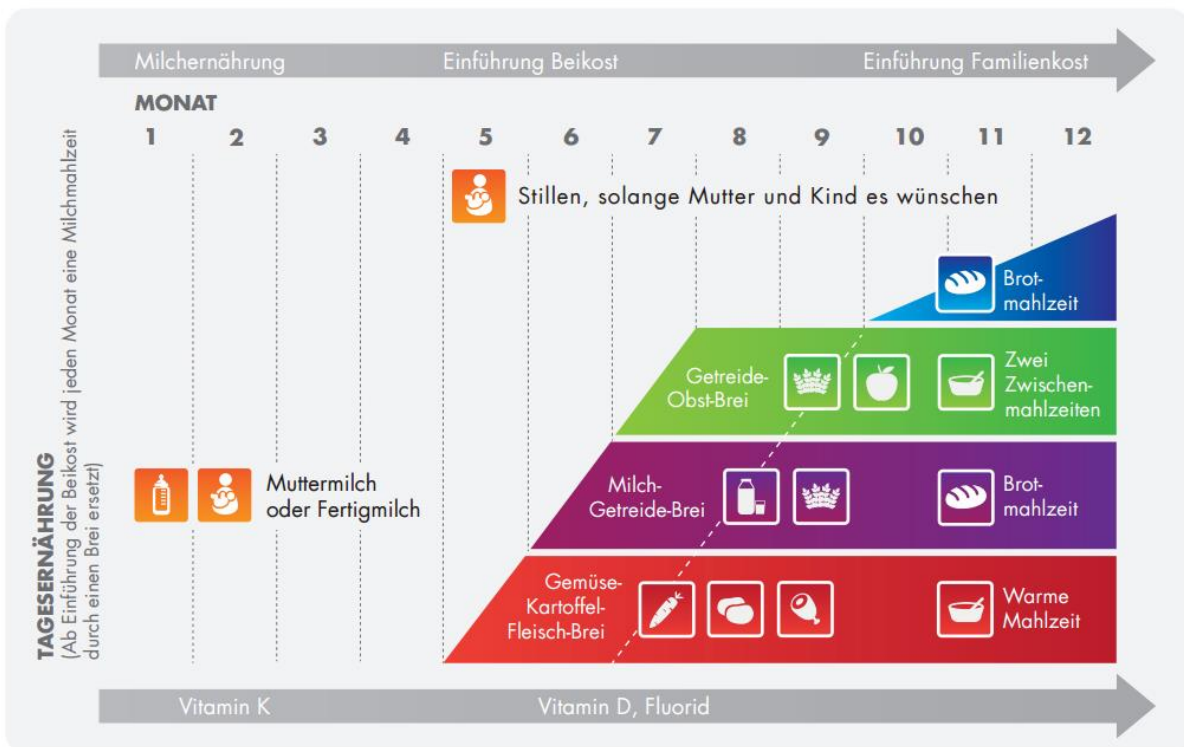 Milchernährung
Einführung Beikost
Einführung Familienkost
MONAT
1 2 3 4 5 6 7 8 9 10 11 12
Stillen, solange Mutter und Kind es wünschen
Brot-
mahlzeit
Getreide-
Obst-Brei
Zwei
Zwischen-
mahlzeiten
Muttermilch
oder Fertigmilch
Milch-
Getreide-Brei
Brot-
mahlzeit
Gemüse-
Kartoffel-
Fleisch-Brei
Warme
Mahlzeit
TAGESERNÄHRUNG
(Ab Einführung der Beikost wird jeden Monat eine Milchmahlzeit
durch einen Brei ersetzt)
Vitamin K
Vitamin D, Fluorid